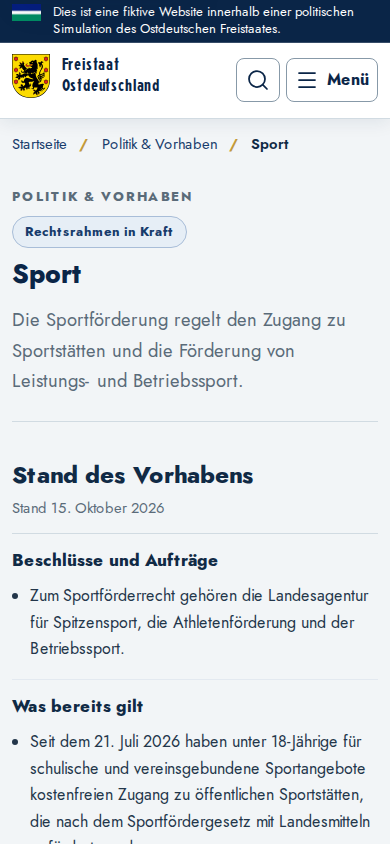 Dies ist eine fiktive Website innerhalb einer politischen
Simulation des Ostdeutschen Freistaates.
Freistaat
Ostdeutschland
Menü
Startseite / Politik & Vorhaben / Sport
POLITIK & VORHABEN
Rechtsrahmen in Kraft
Sport
Die Sportförderung regelt den Zugang zu
Sportstätten und die Förderung von
Leistungs- und Betriebssport.
Stand des Vorhabens
Stand 15. Oktober 2026
Beschlüsse und Aufträge
Zum Sportförderrecht gehören die Landesagentur
für Spitzensport, die Athletenförderung und der
Betriebssport.
Was bereits gilt
Seit dem 21. Juli 2026 haben unter 18-Jährige für
schulische und vereinsgebundene Sportangebote
kostenfreien Zugang zu öffentlichen Sportstätten,
die nach dem Sportfördergesetz mit Landesmitteln